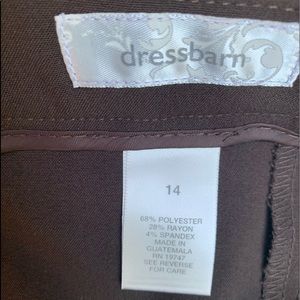 dressbarn
14
68% POLYESTER
28% RAYON
4% SPANDEX
MADE IN
GUATEMALA
RN 19747
SEE REVERSE
FOR CARE